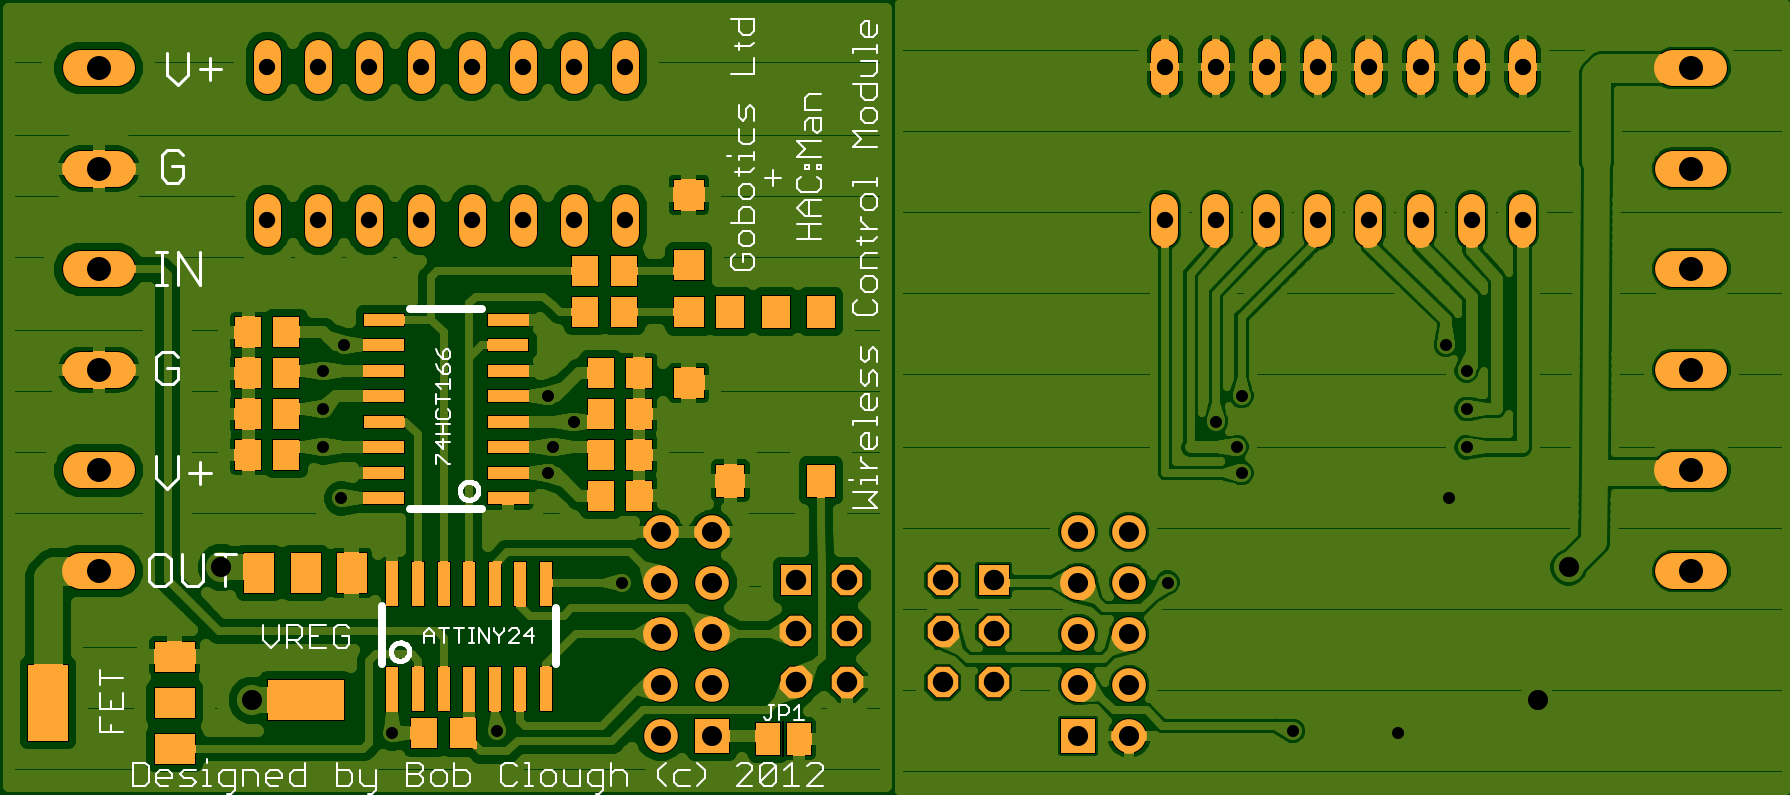 V+
G
IN
G
V+
OUT
Gobotics Ltd
+
HAC:Man
Wireless Control Module
74HCT166
ATTINY24
VREG
FET
JP1
Designed by Bob Clough (c) 2012